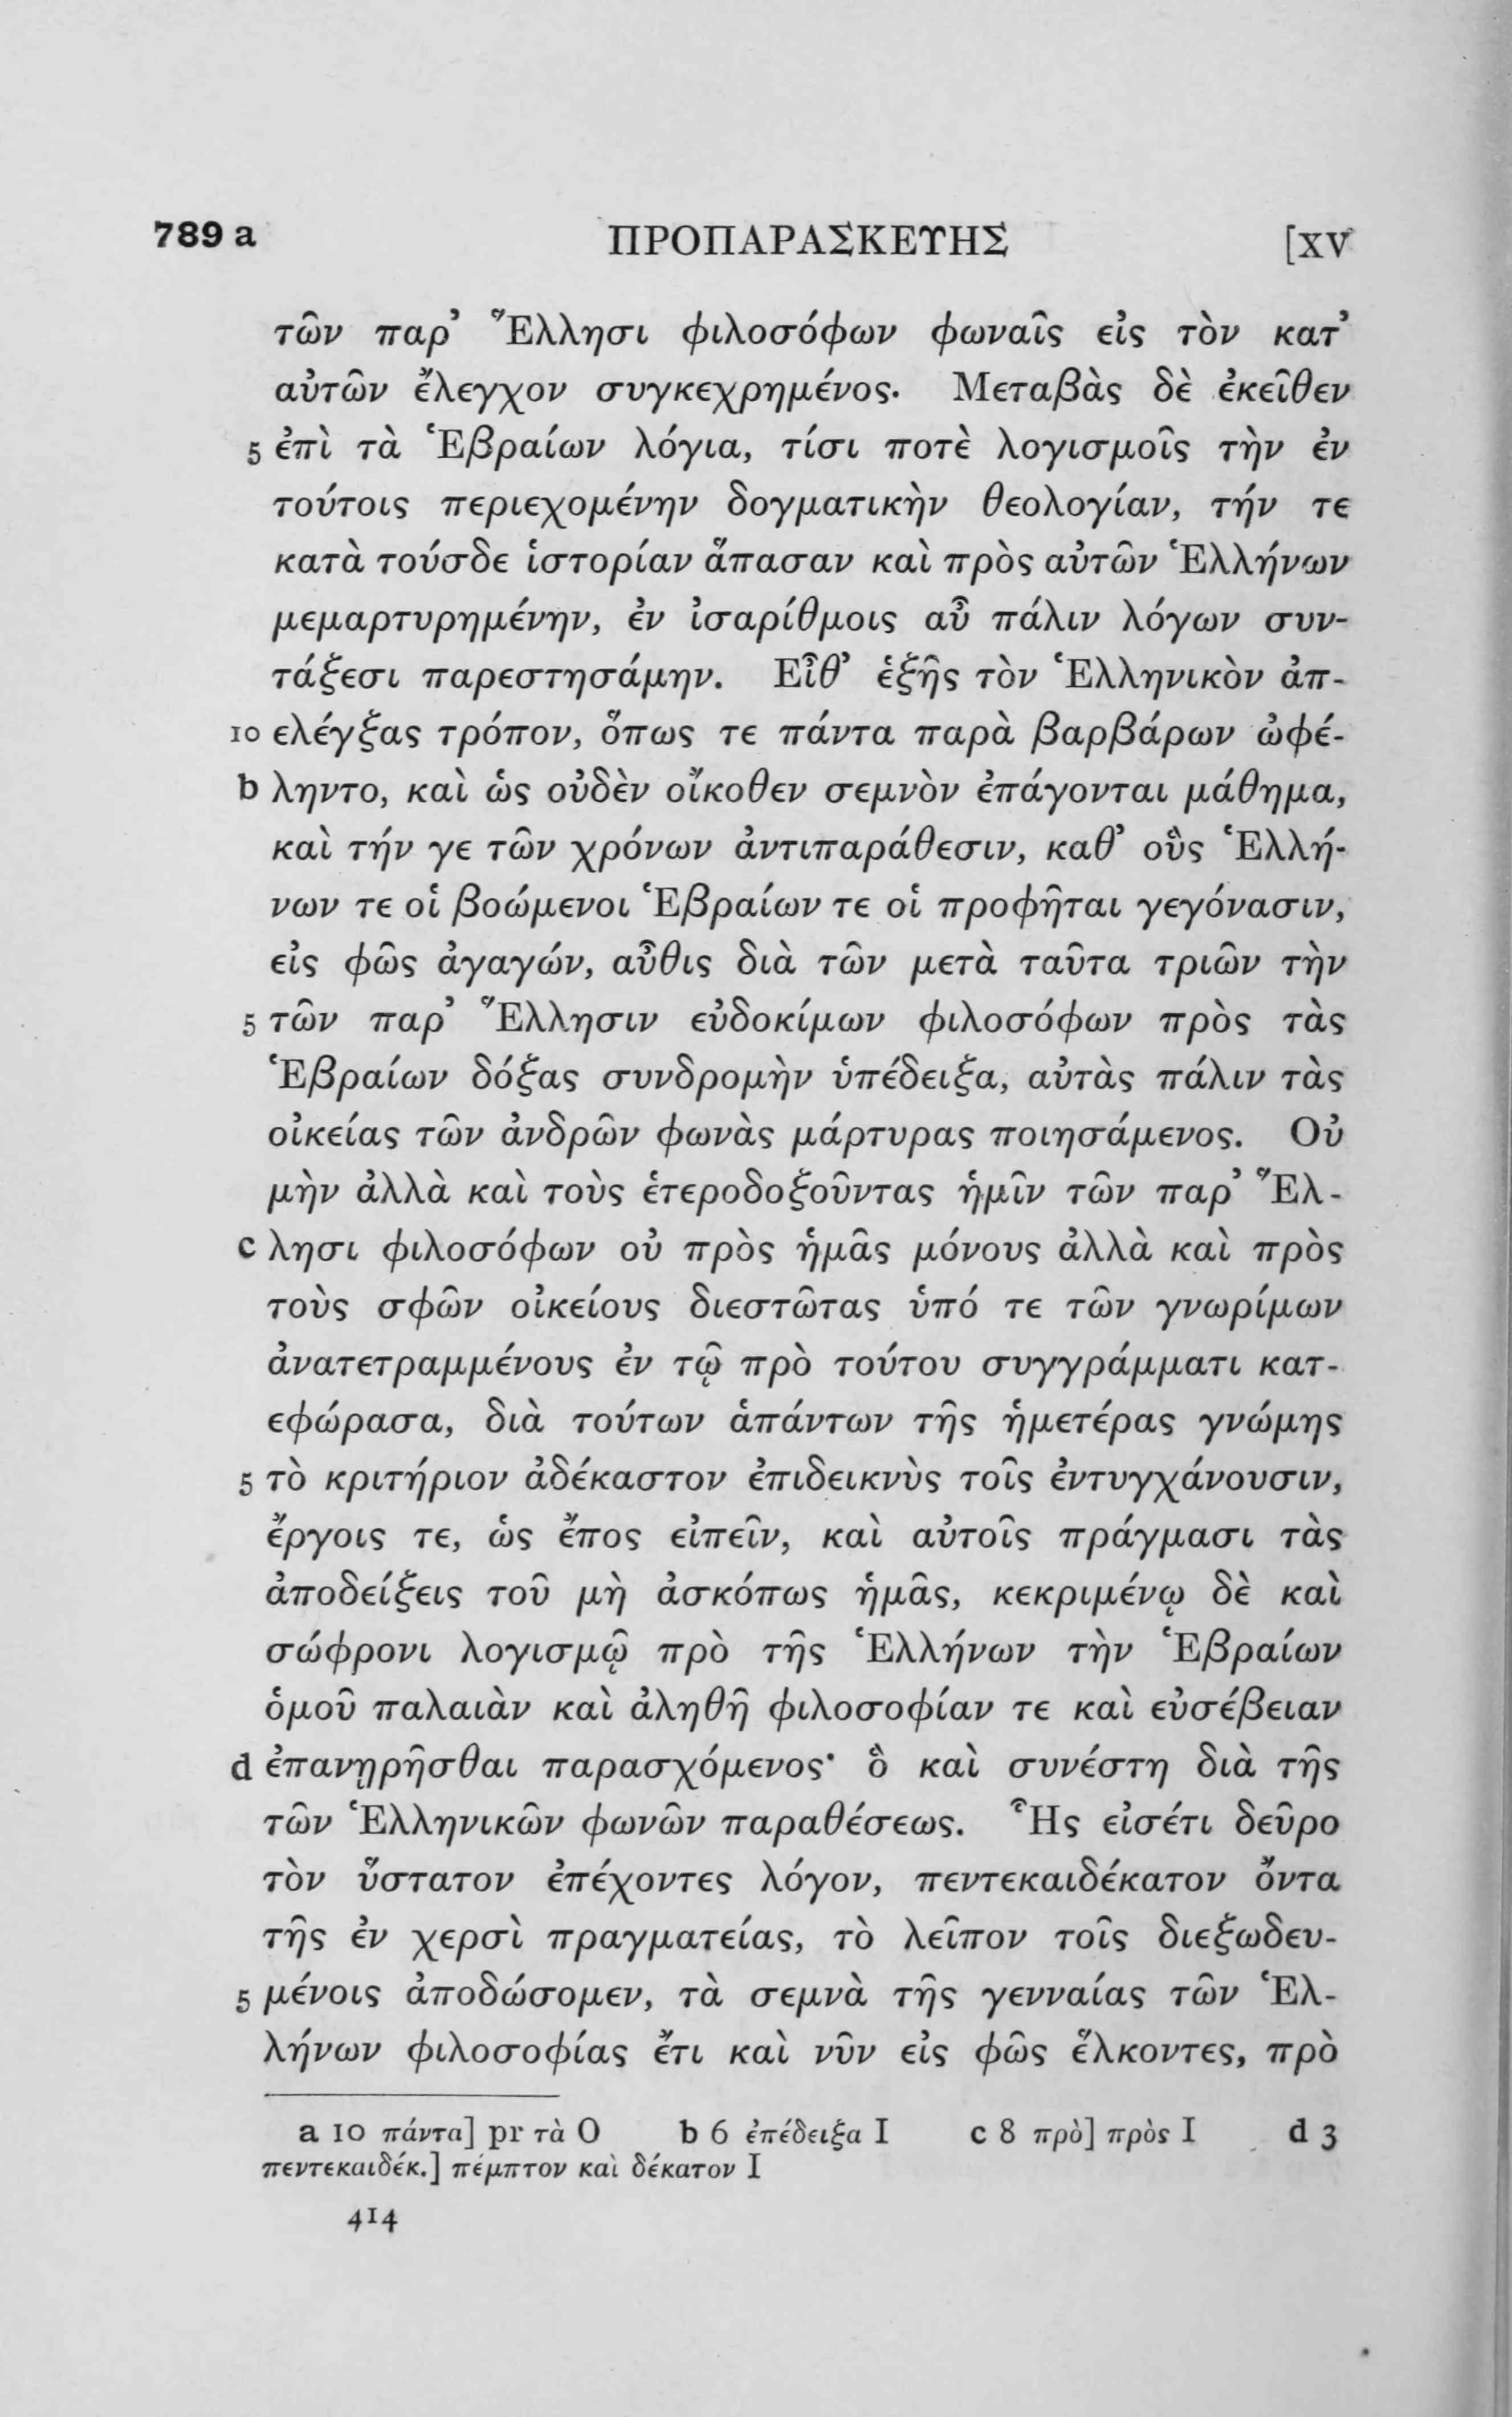 789 a ΠΡΟΠΑΡΑΣΚΕΥΗΣ [XV
τῶν παρ’ Ἕλλησι φιλοσόφων φωναῖς εἰς τὸν κατ’
αὐτῶν ἔλεγχον συγκεχρημένος. Μεταβὰς δὲ ἐκεῖθεν
5 ἐπὶ τὰ Ἑβραίων λόγια, τίσι ποτὲ λογισμοῖς τὴν ἐν
τούτοις περιεχομένην δογματικὴν θεολογίαν, τήν τε
κατὰ τούσδε ἱστορίαν ἅπασαν καὶ πρὸς αὐτῶν Ἑλλήνων
μεμαρτυρημένην, ἐν ἰσαρίθμοις αὖ πάλιν λόγων συν-
τάξεσι παρεστησάμην. Εἶθ’ ἑξῆς τὸν Ἑλληνικὸν ἀπ-
10 ελέγξας τρόπον, ὅπως τε πάντα παρὰ βαρβάρων ὠφέ-
b ληντο, καὶ ὡς οὐδὲν οἴκοθεν σεμνὸν ἐπάγονται μάθημα,
καὶ τήν γε τῶν χρόνων ἀντιπαράθεσιν, καθ’ οὓς Ἑλλή-
νων τε οἱ βοώμενοι Ἑβραίων τε οἱ προφῆται γεγόνασιν,
εἰς φῶς ἀγαγών, αὖθις διὰ τῶν μετὰ ταῦτα τριῶν τὴν
5 τῶν παρ’ Ἕλλησιν εὐδοκίμων φιλοσόφων πρὸς τὰς
Ἑβραίων δόξας συνδρομὴν ὑπέδειξα, αὐτὰς πάλιν τὰς
οἰκείας τῶν ἀνδρῶν φωνὰς μάρτυρας ποιησάμενος. Οὐ
μὴν ἀλλὰ καὶ τοὺς ἑτεροδοξοῦντας ἡμῖν τῶν παρ’ Ἕλ-
c λησι φιλοσόφων οὐ πρὸς ἡμᾶς μόνους ἀλλὰ καὶ πρὸς
τοὺς σφῶν οἰκείους διεστῶτας ὑπό τε τῶν γνωρίμων
ἀνατετραμμένους ἐν τῷ πρὸ τούτου συγγράμματι κατ-
εφώρασα, διὰ τούτων ἁπάντων τῆς ἡμετέρας γνώμης
5 τὸ κριτήριον ἀδέκαστον ἐπιδεικνὺς τοῖς ἐντυγχάνουσιν,
ἔργοις τε, ὡς ἔπος εἰπεῖν, καὶ αὐτοῖς πράγμασι τὰς
ἀποδείξεις τοῦ μὴ ἀσκόπως ἡμᾶς, κεκριμένῳ δὲ καὶ
σώφρονι λογισμῷ πρὸ τῆς Ἑλλήνων τὴν Ἑβραίων
ὁμοῦ παλαιὰν καὶ ἀληθῆ φιλοσοφίαν τε καὶ εὐσέβειαν
d ἐπανῃρῆσθαι παρασχόμενος· ὃ καὶ συνέστη διὰ τῆς
τῶν Ἑλληνικῶν φωνῶν παραθέσεως. Ἧς εἰσέτι δεῦρο
τὸν ὕστατον ἐπέχοντες λόγον, πεντεκαιδέκατον ὄντα
τῆς ἐν χερσὶ πραγματείας, τὸ λεῖπον τοῖς διεξωδευ-
5 μένοις ἀποδώσομεν, τὰ σεμνὰ τῆς γενναίας τῶν Ἑλ-
λήνων φιλοσοφίας ἔτι καὶ νῦν εἰς φῶς ἕλκοντες, πρὸ
a 10 πάντα] pr τὰ O b 6 ἐπέδειξα I c 8 πρὸ] πρὸς I d 3
πεντεκαιδέκ.] πέμπτον καὶ δέκατον I
414